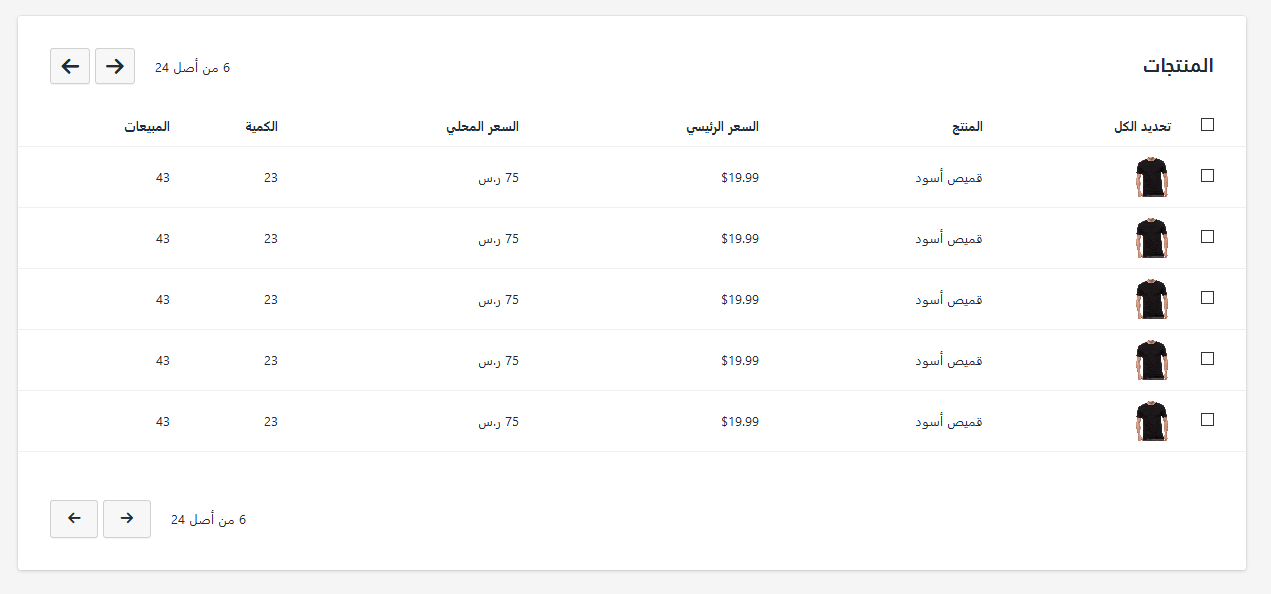 المنتجات
6 من أصل 24
تحديد الكل المنتج السعر الرئيسي السعر المحلي الكمية المبيعات
قميص أسود $19.99 75 ر.س 23 43
قميص أسود $19.99 75 ر.س 23 43
قميص أسود $19.99 75 ر.س 23 43
قميص أسود $19.99 75 ر.س 23 43
قميص أسود $19.99 75 ر.س 23 43
6 من أصل 24